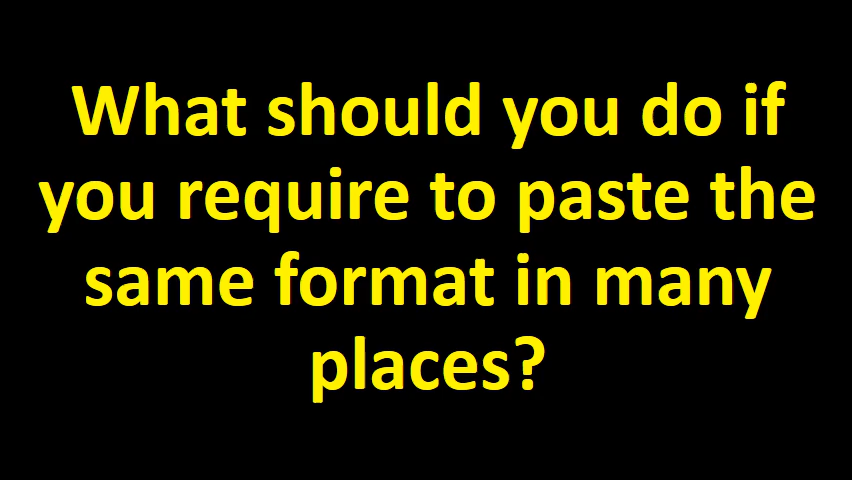 What should you do if
you require to paste the
same format in many
places?